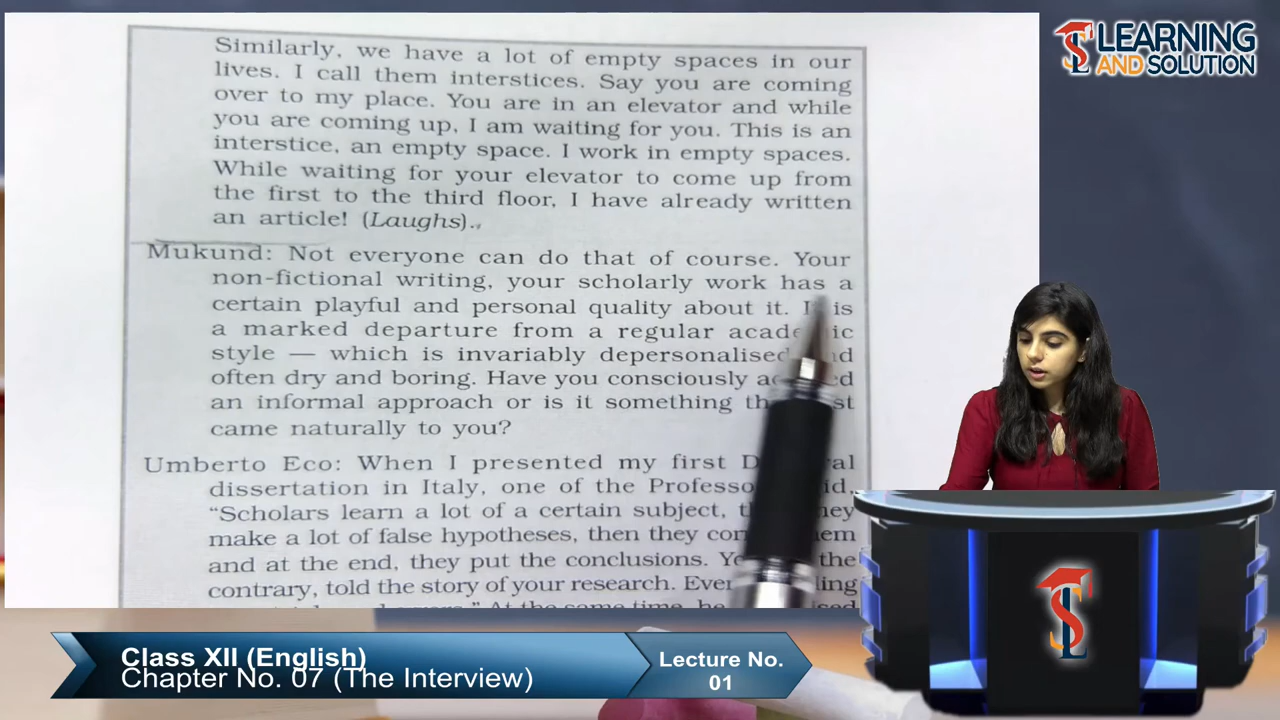 Similarly, we have a lot of empty spaces in our
lives. I call them interstices. Say you are coming
over to my place. You are in an elevator and while
you are coming up, I am waiting for you. This is an
interstice, an empty space. I work in empty spaces.
While waiting for your elevator to come up from
the first to the third floor, I have already written
an article! (Laughs).
Mukund: Not everyone can do that of course. Your
non-fictional writing, your scholarly work has a
certain playful and personal quality about it. It is
a marked departure from a regular academic
style — which is invariably depersonalised and
often dry and boring. Have you consciously
an informal approach or is it something
came naturally to you?
Umberto Eco: When I presented my first
dissertation in Italy, one of the
"Scholars learn a lot of a certain subject,
make a lot of false hypotheses, then they
and at the end, they put the conclusions. the
contrary, told the story of your research.
LEARNING
AND SOLUTION
Class XII (English)
Chapter No. 07 (The Interview)
Lecture No.
01